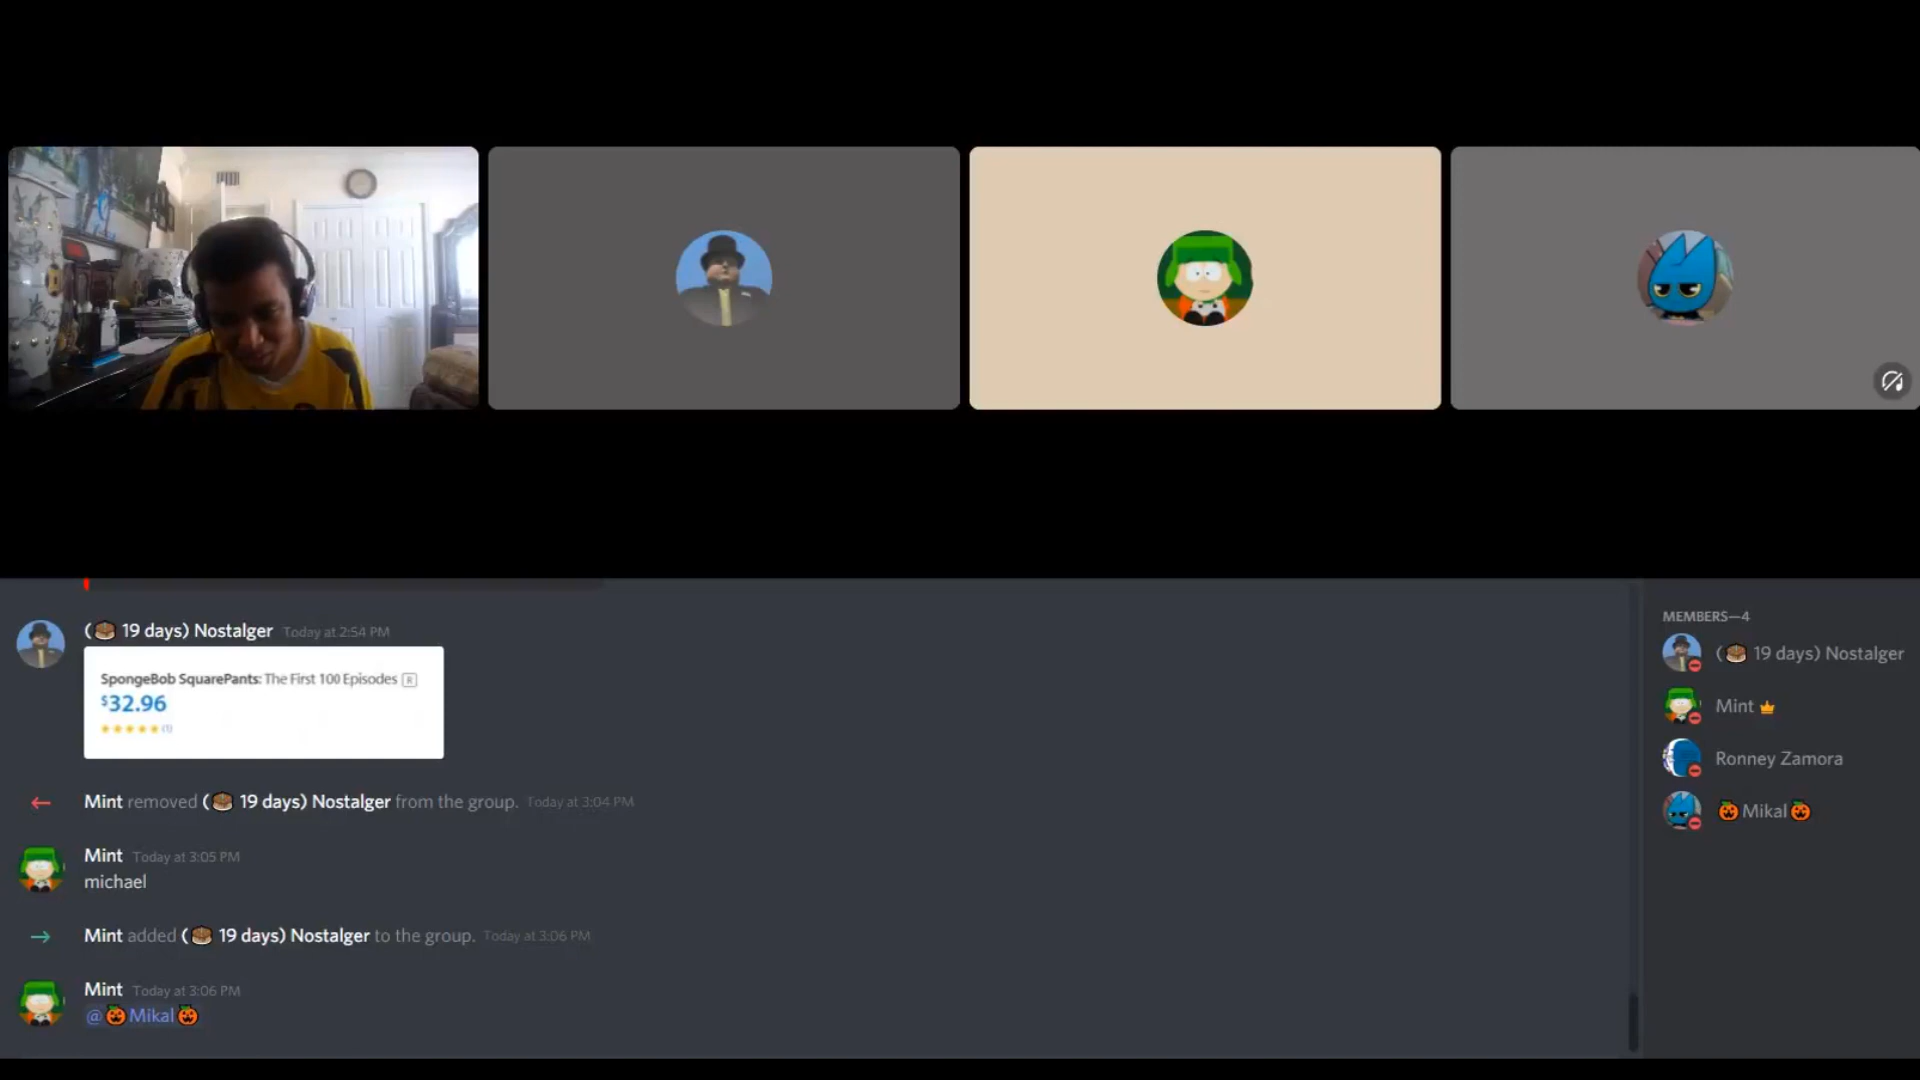 ( 19 days) Nostalger Today at 2:54 PM
SpongeBob SquarePants: The First 100 Episodes R
$32.96
(1)
Mint removed ( 19 days) Nostalger from the group. Today at 3:04 PM
Mint Today at 3:05 PM
michael
Mint added ( 19 days) Nostalger to the group. Today at 3:06 PM
Mint Today at 3:06 PM
@🎃Mikal🎃
MEMBERS—4
( 19 days) Nostalger
Mint
Ronney Zamora
🎃Mikal🎃